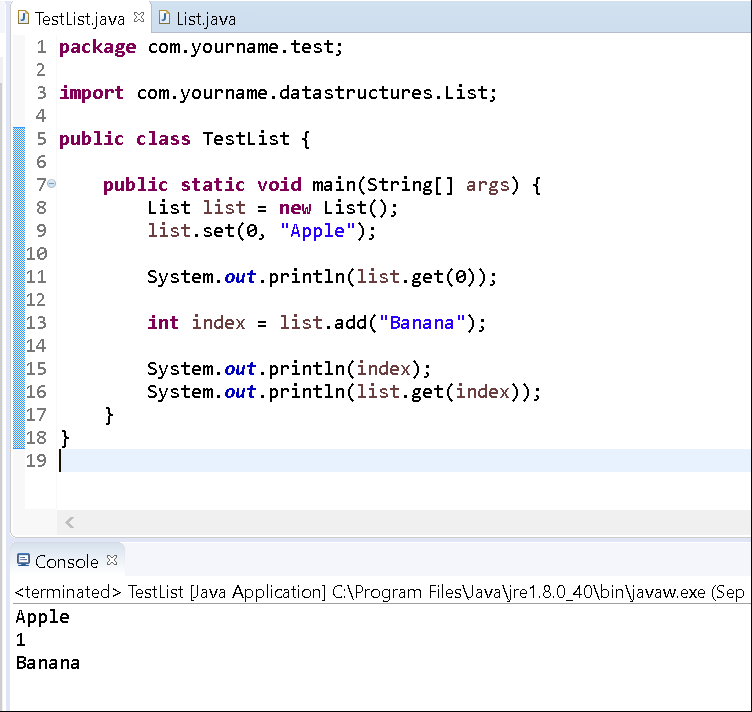 TestList.java List.java
1 package com.yourname.test;
2
3 import com.yourname.datastructures.List;
4
5 public class TestList {
6
7 public static void main(String[] args) {
8 List list = new List();
9 list.set(0, "Apple");
10
11 System.out.println(list.get(0));
12
13 int index = list.add("Banana");
14
15 System.out.println(index);
16 System.out.println(list.get(index));
17 }
18 }
19
Console
<terminated> TestList [Java Application] C:\Program Files\Java\jre1.8.0_40\bin\javaw.exe (Sep
Apple
1
Banana